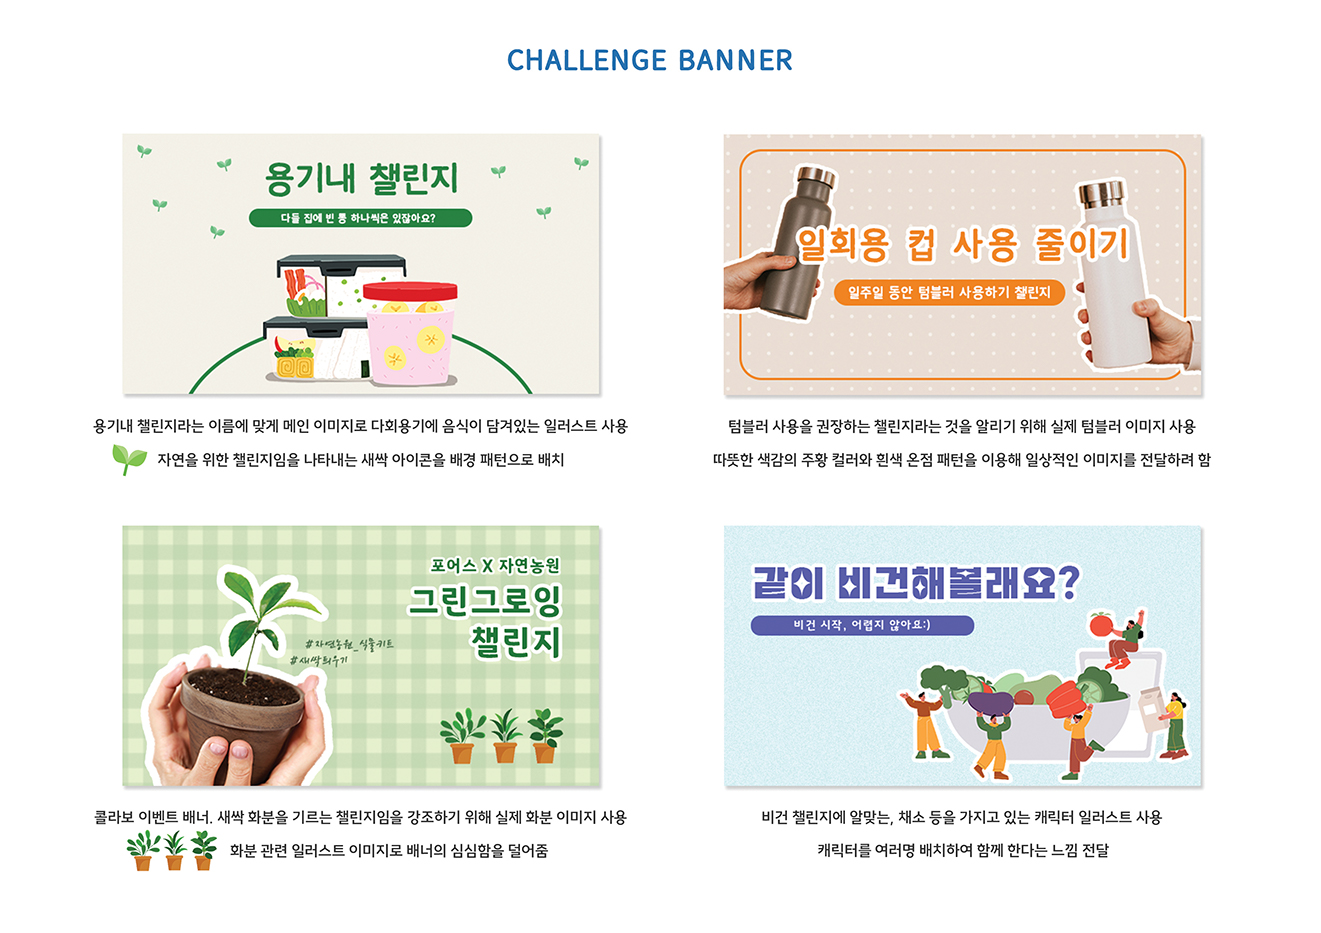 CHALLENGE BANNER
용기내 챌린지
다들 집에 빈 통 하나씩은 있잖아요?
용기내 챌린지라는 이름에 맞게 메인 이미지로 다회용기에 음식이 담겨있는 일러스트 사용
자연을 위한 챌린지임을 나타내는 새싹 아이콘을 배경 패턴으로 배치
일회용 컵 사용 줄이기
일주일 동안 텀블러 사용하기 챌린지
텀블러 사용을 권장하는 챌린지라는 것을 알리기 위해 실제 텀블러 이미지 사용
따뜻한 색감의 주황 컬러와 흰색 온점 패턴을 이용해 일상적인 이미지를 전달하려 함
포어스 X 자연농원
그린그로잉
챌린지
#자연농원_식물키트
#새싹틔우기
콜라보 이벤트 배너. 새싹 화분을 기르는 챌린지임을 강조하기 위해 실제 화분 이미지 사용
화분 관련 일러스트 이미지로 배너의 심심함을 덜어줌
같이 비건해볼래요?
비건 시작, 어렵지 않아요:)
비건 챌린지에 알맞는, 채소 등을 가지고 있는 캐릭터 일러스트 사용
캐릭터를 여러명 배치하여 함께 한다는 느낌 전달